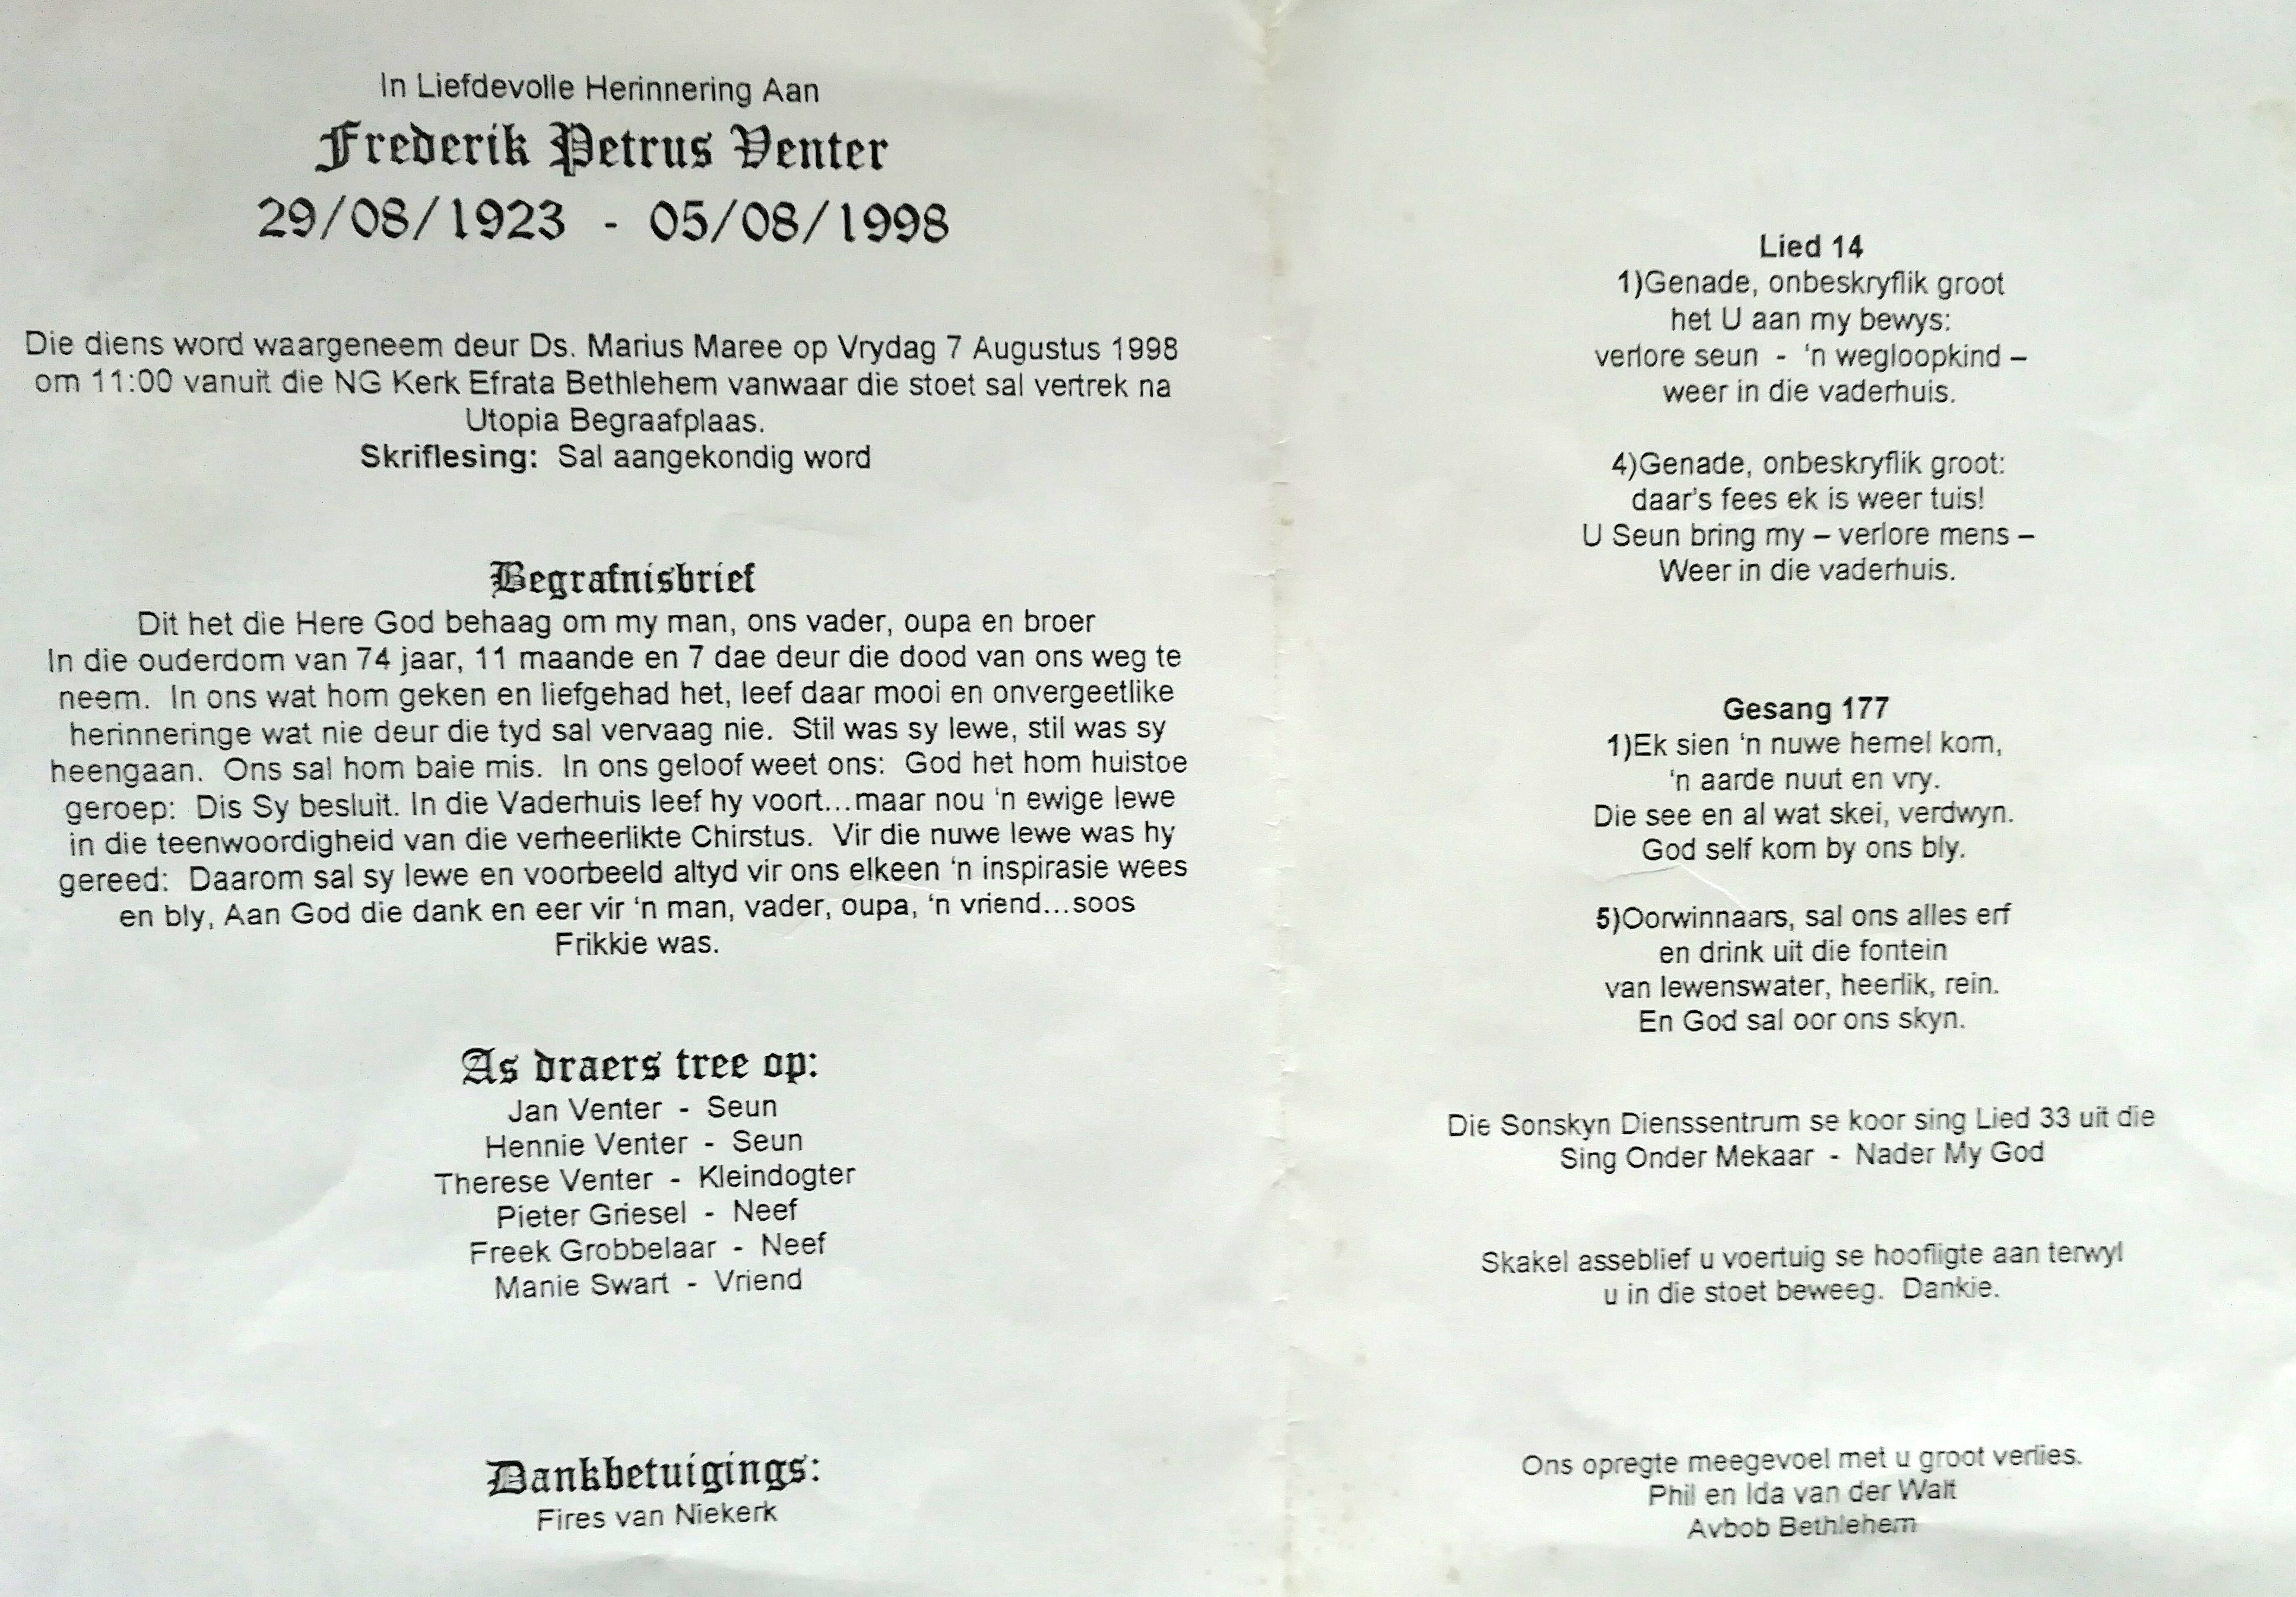 In Liefdevolle Herinnering Aan
Frederik Petrus Venter
29/08/1923 - 05/08/1998
Die diens word waargeneem deur Ds. Marius Maree op Vrydag 7 Augustus 1998
om 11:00 vanuit die NG Kerk Efrata Bethlehem vanwaar die stoet sal vertrek na
Utopia Begraafplaas.
Skriflesing: Sal aangekondig word
Begrafnisbrief
Dit het die Here God behaag om my man, ons vader, oupa en broer
In die ouderdom van 74 jaar, 11 maande en 7 dae deur die dood van ons weg te
neem. In ons wat hom geken en liefgehad het, leef daar mooi en onvergeetlike
herinneringe wat nie deur die tyd sal vervaag nie. Stil was sy lewe, stil was sy
heengaan. Ons sal hom baie mis. In ons geloof weet ons: God het hom huistoe
geroep: Dis Sy besluit. In die Vaderhuis leef hy voort...maar nou 'n ewige lewe
in die teenwoordigheid van die verheerlikte Chirstus. Vir die nuwe lewe was hy
gereed: Daarom sal sy lewe en voorbeeld altyd vir ons elkeen 'n inspirasie wees
en bly, Aan God die dank en eer vir 'n man, vader, oupa, 'n vriend...soos
Frikkie was.
As draers tree op:
Jan Venter - Seun
Hennie Venter - Seun
Therese Venter - Kleindogter
Pieter Griesel - Neef
Freek Grobbelaar - Neef
Manie Swart - Vriend
Dankbetuigings:
Fires van Niekerk
Lied 14
1)Genade, onbeskryflik groot
het U aan my bewys:
verlore seun - 'n wegloopkind –
weer in die vaderhuis.
4)Genade, onbeskryflik groot:
daar's fees ek is weer tuis!
U Seun bring my – verlore mens –
Weer in die vaderhuis.
Gesang 177
1)Ek sien 'n nuwe hemel kom,
'n aarde nuut en vry.
Die see en al wat skei, verdwyn.
God self kom by ons bly.
5)Oorwinnaars, sal ons alles erf
en drink uit die fontein
van lewenswater, heerlik, rein.
En God sal oor ons skyn.
Die Sonskyn Dienssentrum se koor sing Lied 33 uit die
Sing Onder Mekaar - Nader My God
Skakel asseblief u voertuig se hoofligte aan terwyl
u in die stoet beweeg. Dankie.
Ons opregte meegevoel met u groot verlies.
Phil en Ida van der Walt
Avbob Bethlehem